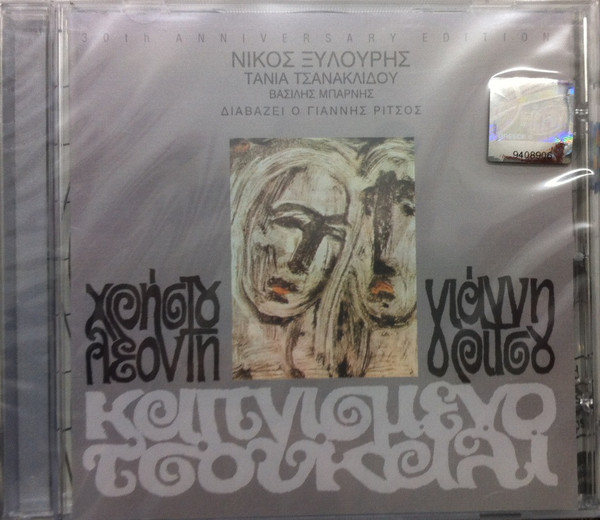 30th ANNIVERSARY EDITION
ΝΙΚΟΣ ΞΥΛΟΥΡΗΣ
ΤΑΝΙΑ ΤΣΑΝΑΚΛΙΔΟΥ
ΒΑΣΙΛΗΣ ΜΠΑΡΝΗΣ
ΔΙΑΒΑΖΕΙ Ο ΓΙΑΝΝΗΣ ΡΙΤΣΟΣ
χρήστου
λεοντή
γιάννη
ρίτσου
καπνισμένο
τσουκάλι